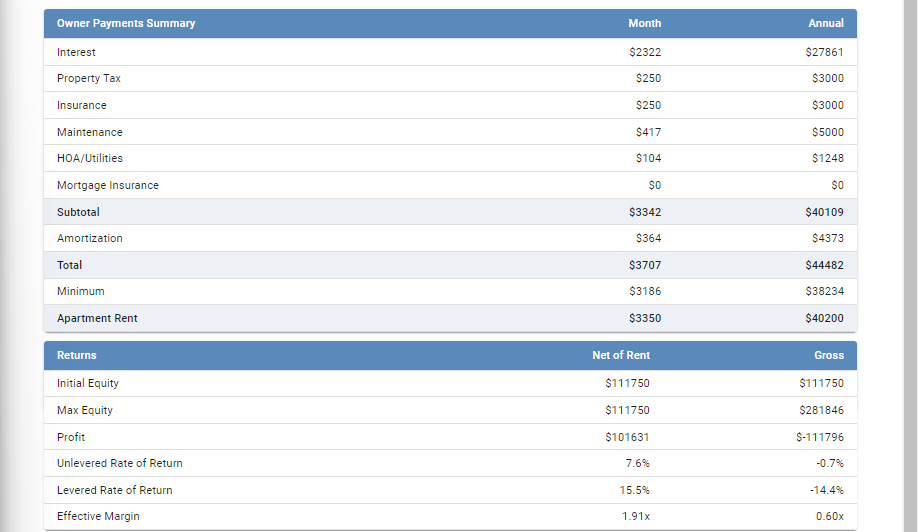 Owner Payments Summary Month Annual
Interest $2322 $27861
Property Tax $250 $3000
Insurance $250 $3000
Maintenance $417 $5000
HOA/Utilities $104 $1248
Mortgage Insurance $0 $0
Subtotal $3342 $40109
Amortization $364 $4373
Total $3707 $44482
Minimum $3186 $38234
Apartment Rent $3350 $40200
Returns Net of Rent Gross
Initial Equity $111750 $111750
Max Equity $111750 $281846
Profit $101631 $-111796
Unlevered Rate of Return 7.6% -0.7%
Levered Rate of Return 15.5% -14.4%
Effective Margin 1.91x 0.60x